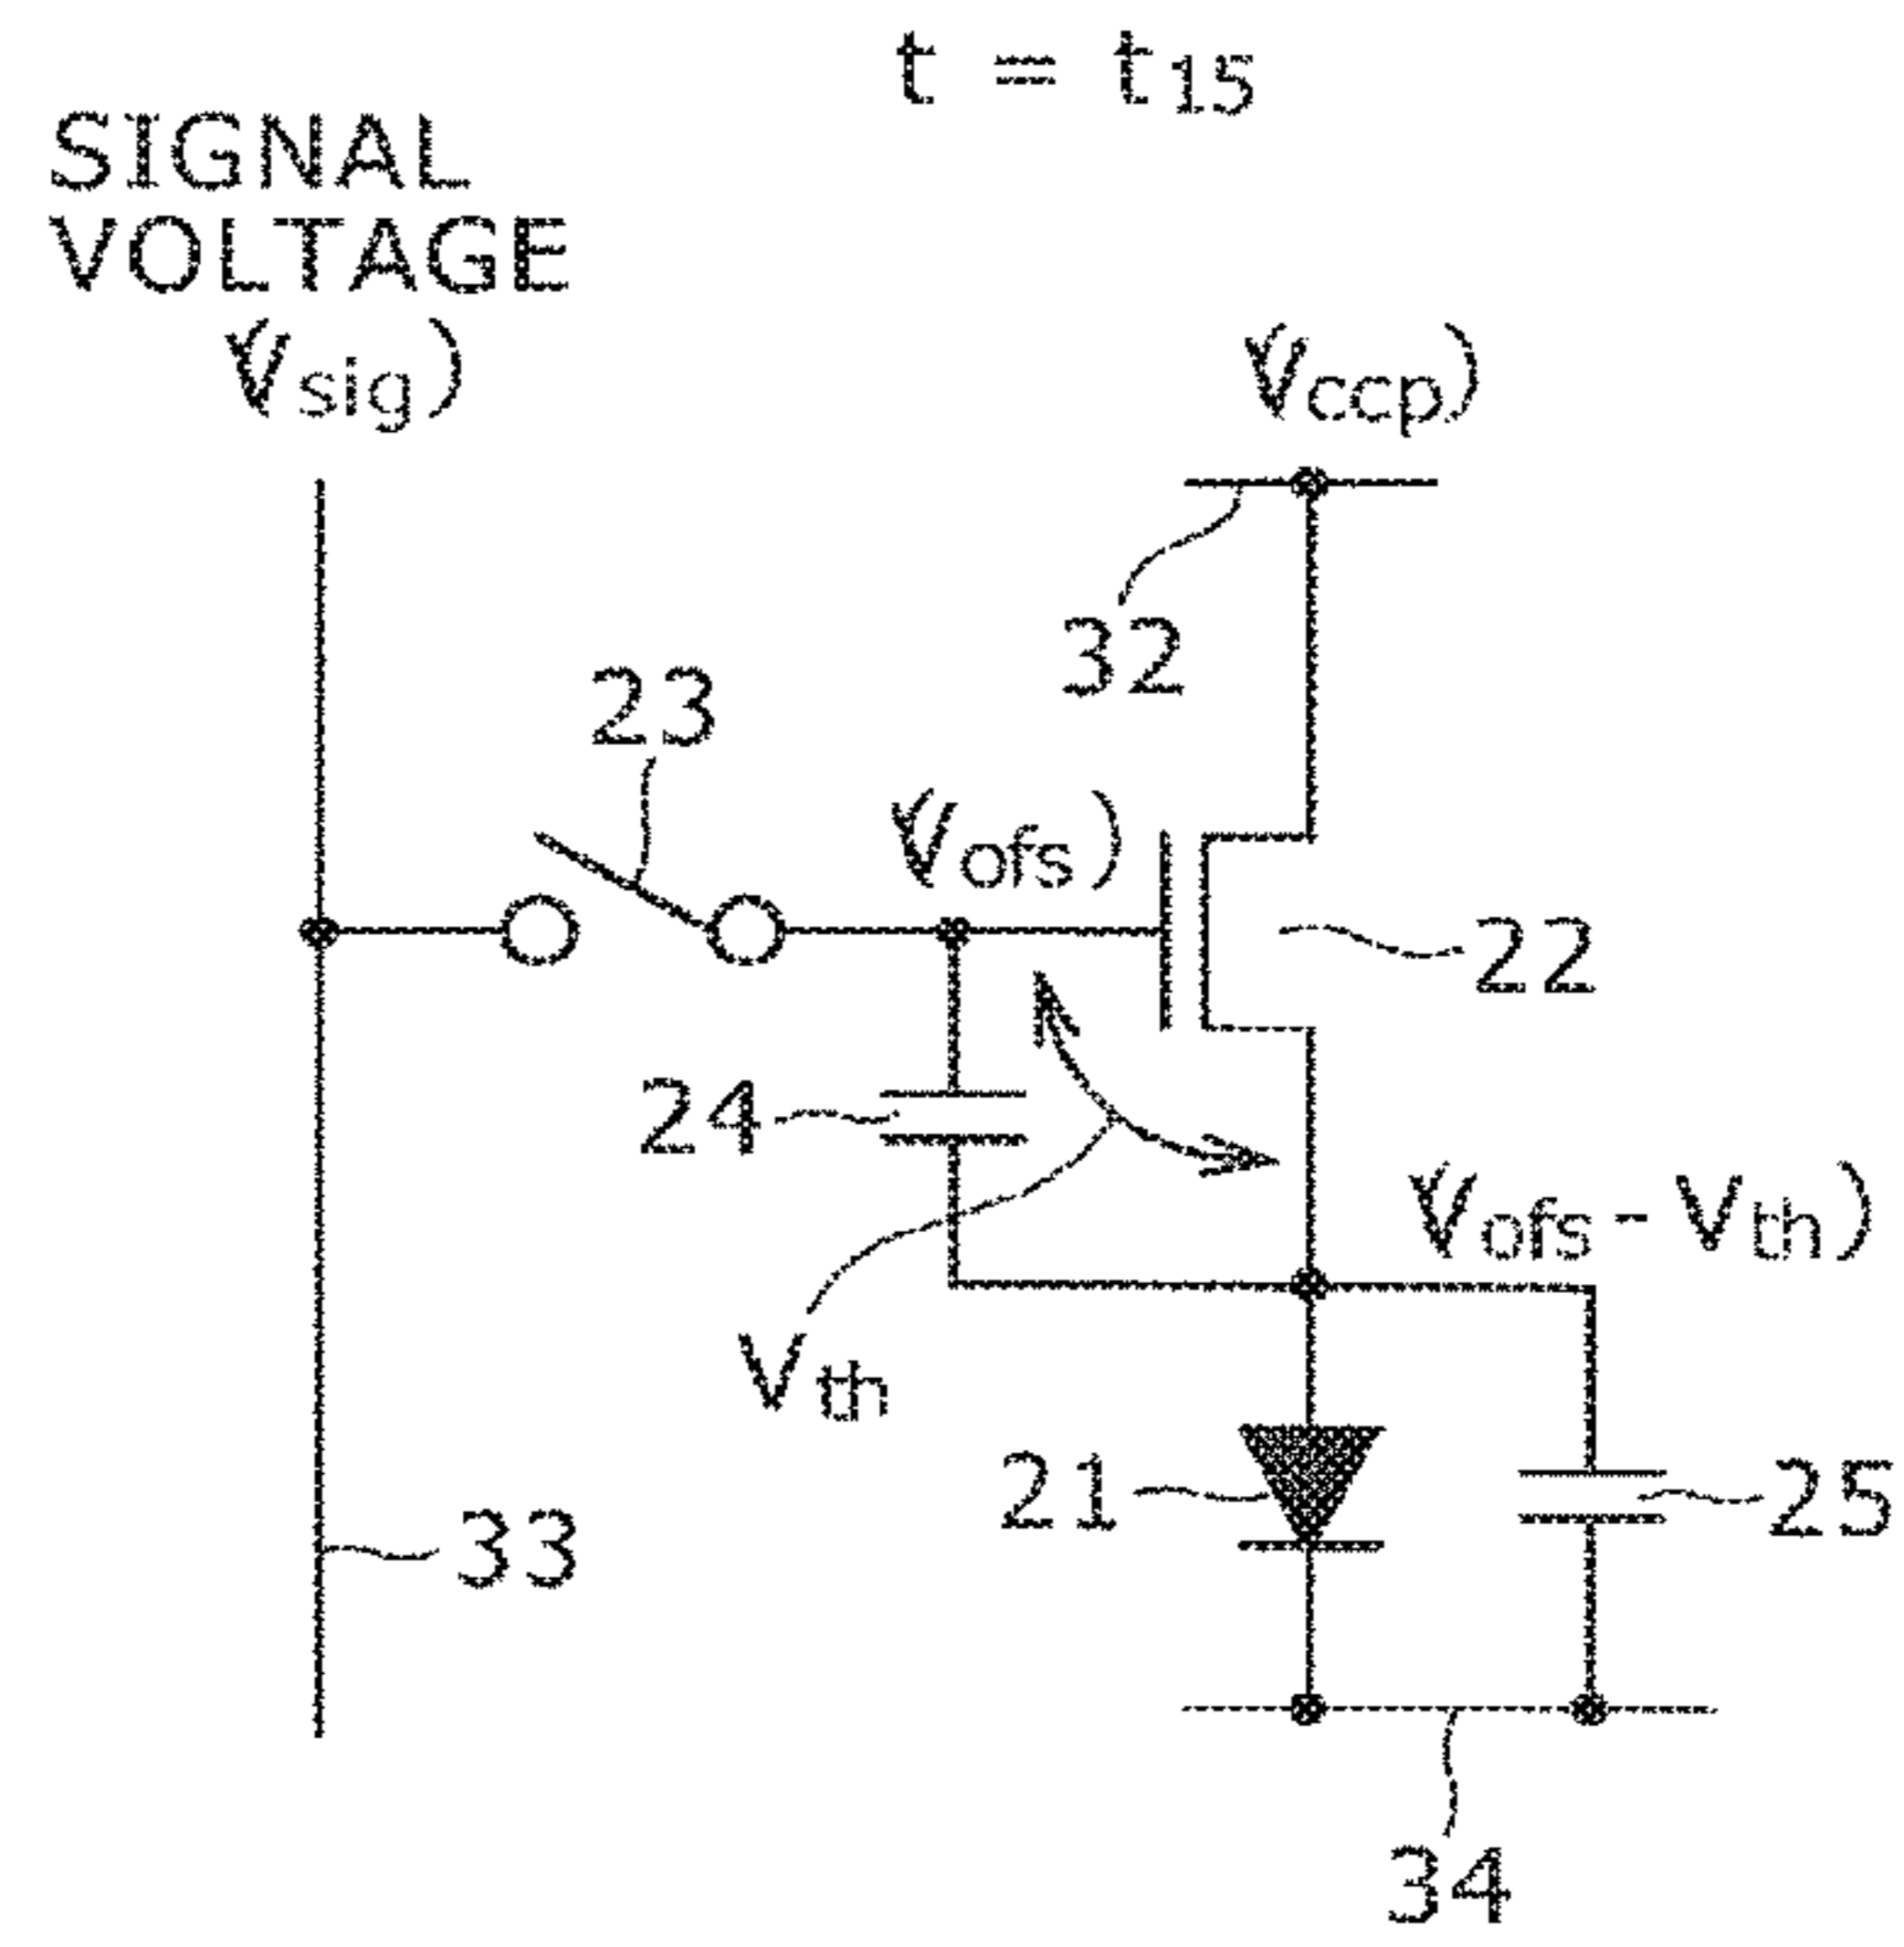 t = t15
SIGNAL
VOLTAGE
(Vsig)
(Vccp)
32
23
(Vofs)
22
24
(Vofs - Vth)
Vth
21
25
33
34